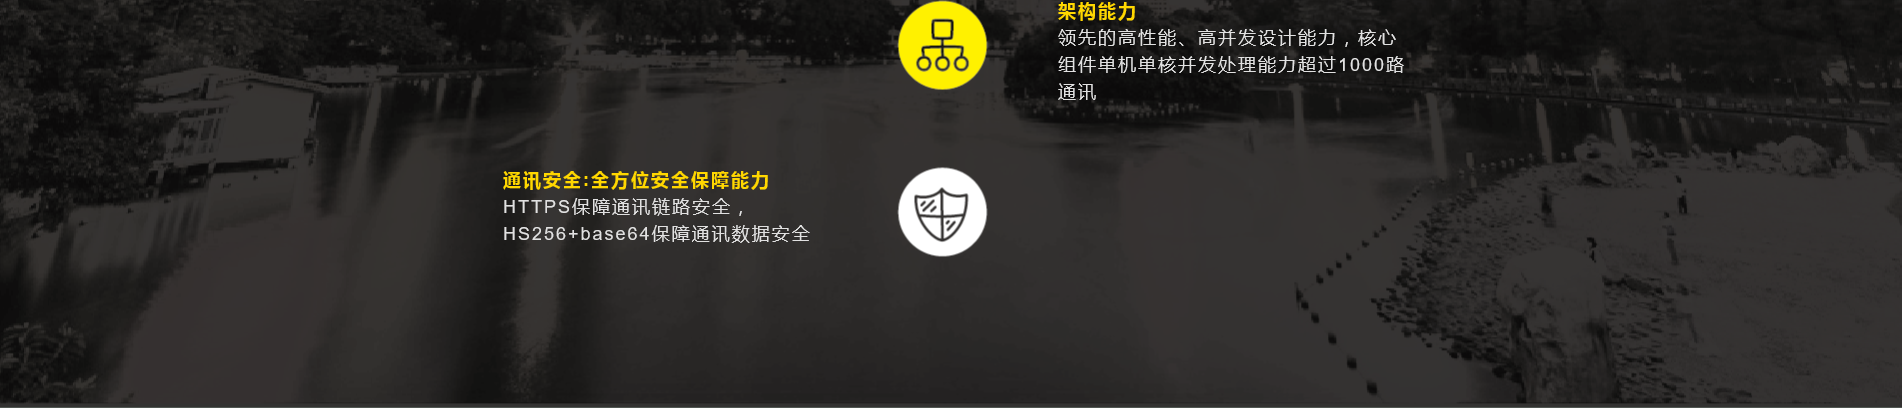 架构能力
领先的高性能、高并发设计能力，核心
组件单机单核并发处理能力超过1000路
通讯
通讯安全:全方位安全保障能力
HTTPS保障通讯链路安全，
HS256+base64保障通讯数据安全